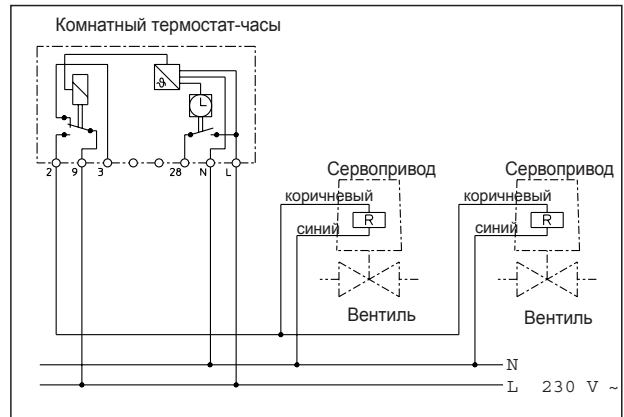 Комнатный термостат-часы
ϑ
2 9 3 28 N L
Сервопривод Сервопривод
коричневый коричневый
R R
синий синий
Вентиль Вентиль
N
L 230 V ~